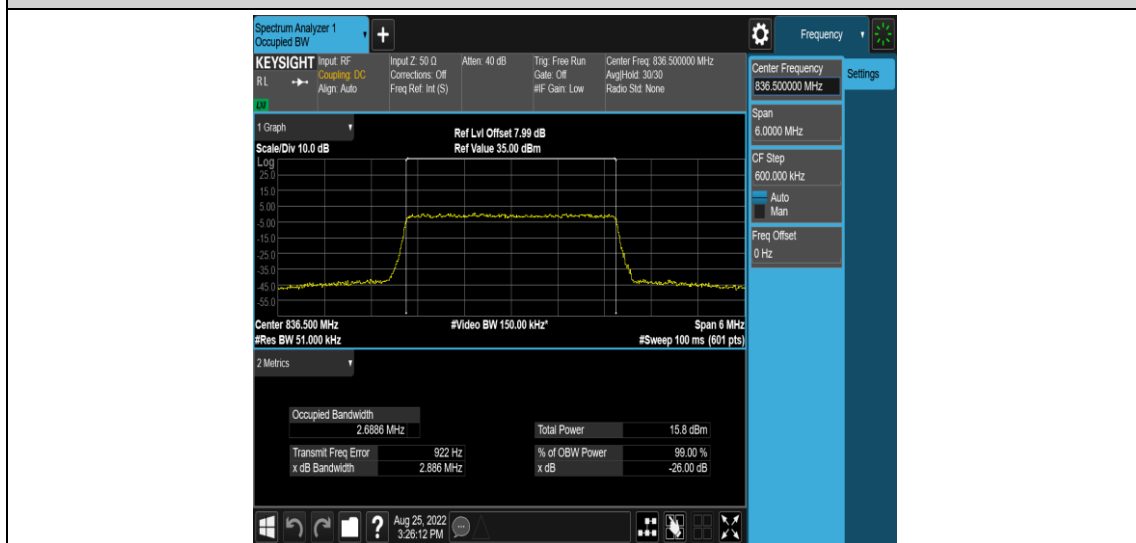 Spectrum Analyzer 1
Occupied BW
+
Frequency
KEYSIGHT
RL
LW
Input: RF
Coupling: DC
Align: Auto
Input Z: 50 Ω
Corrections: Off
Freq Ref: Int (S)
Atten: 40 dB
Trig: Free Run
Gate: Off
#IF Gain: Low
Center Freq: 836.500000 MHz
Avg|Hold: 30/30
Radio Std: None
Center Frequency
836.500000 MHz
Settings
Span
6.0000 MHz
CF Step
600.000 kHz
Auto
Man
Freq Offset
0 Hz
1 Graph
Ref Lvl Offset 7.99 dB
Scale/Div 10.0 dB
Ref Value 35.00 dBm
Log
25.0
15.0
5.00
-5.00
-15.0
-25.0
-35.0
-45.0
-55.0
Center 836.500 MHz
#Video BW 150.00 kHz*
Span 6 MHz
#Res BW 51.000 kHz
#Sweep 100 ms (601 pts)
2 Metrics
Occupied Bandwidth
2.6886 MHz
Total Power 15.8 dBm
Transmit Freq Error 922 Hz
% of OBW Power 99.00 %
x dB Bandwidth 2.886 MHz
x dB -26.00 dB
?
Aug 25, 2022
3:26:12 PM